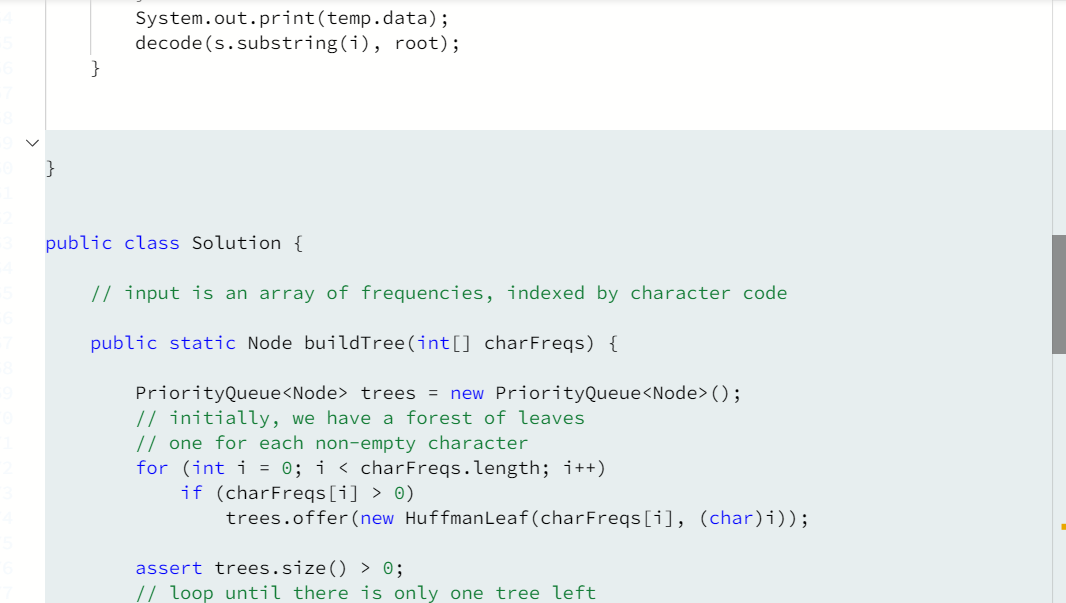 System.out.print(temp.data);
decode(s.substring(i), root);
}
}
public class Solution {
// input is an array of frequencies, indexed by character code
public static Node buildTree(int[] charFreqs) {
PriorityQueue<Node> trees = new PriorityQueue<Node>();
// initially, we have a forest of leaves
// one for each non-empty character
for (int i = 0; i < charFreqs.length; i++)
if (charFreqs[i] > 0)
trees.offer(new HuffmanLeaf(charFreqs[i], (char)i));
assert trees.size() > 0;
// loop until there is only one tree left